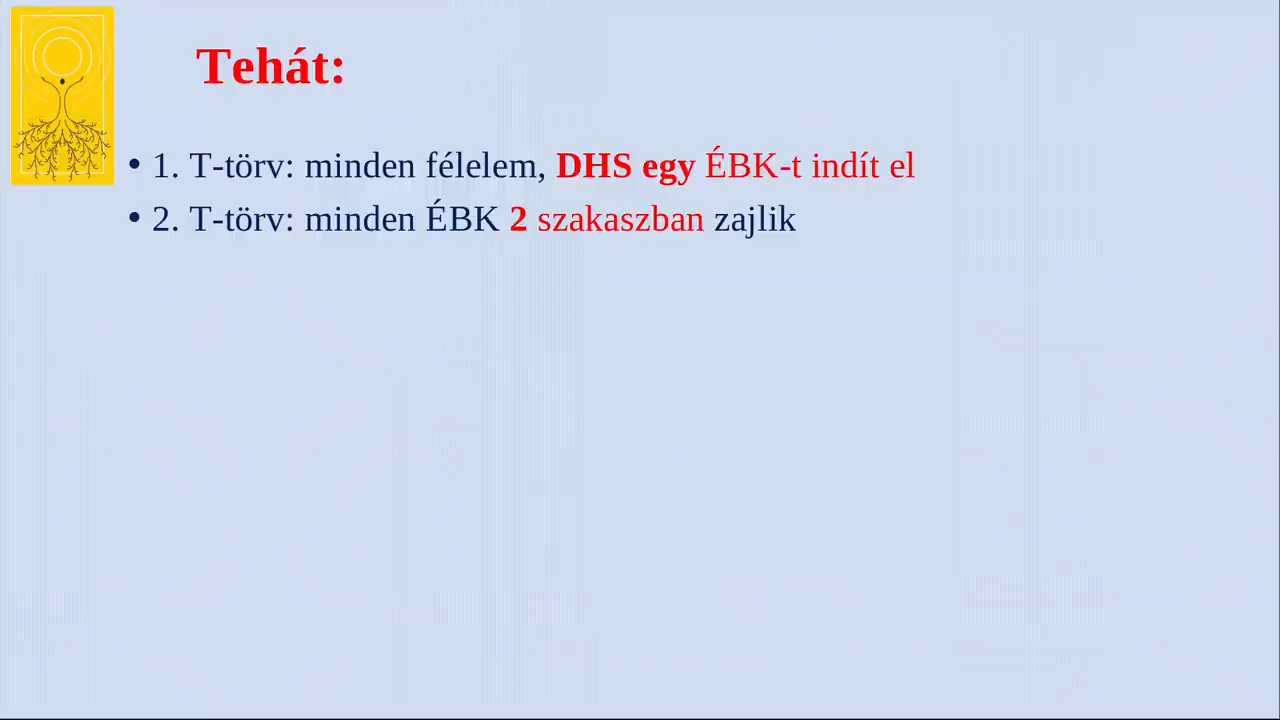 Tehát:
• 1. T-törv: minden félelem, DHS egy ÉBK-t indít el
• 2. T-törv: minden ÉBK 2 szakaszban zajlik